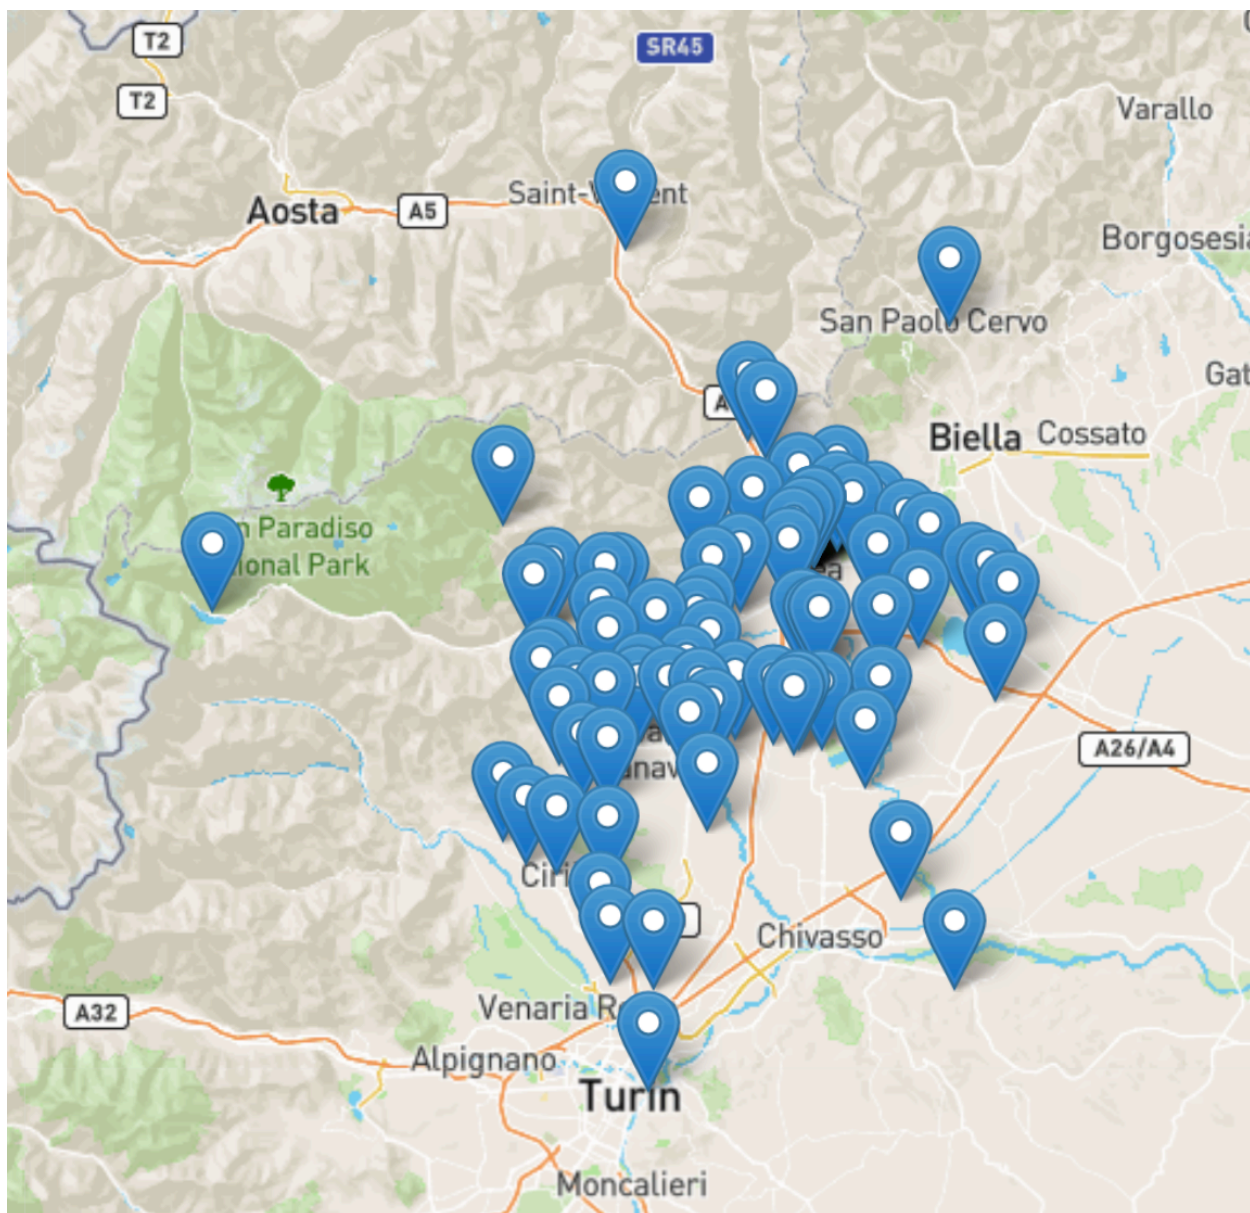 T2
SR45
T2
Varallo
Aosta
A5
Borgosesia
San Paolo Cervo
Biella
Cossato
Paradiso
Park
A26/A4
Chivasso
Venaria
A32
Alpignano
Turin
Moncalieri